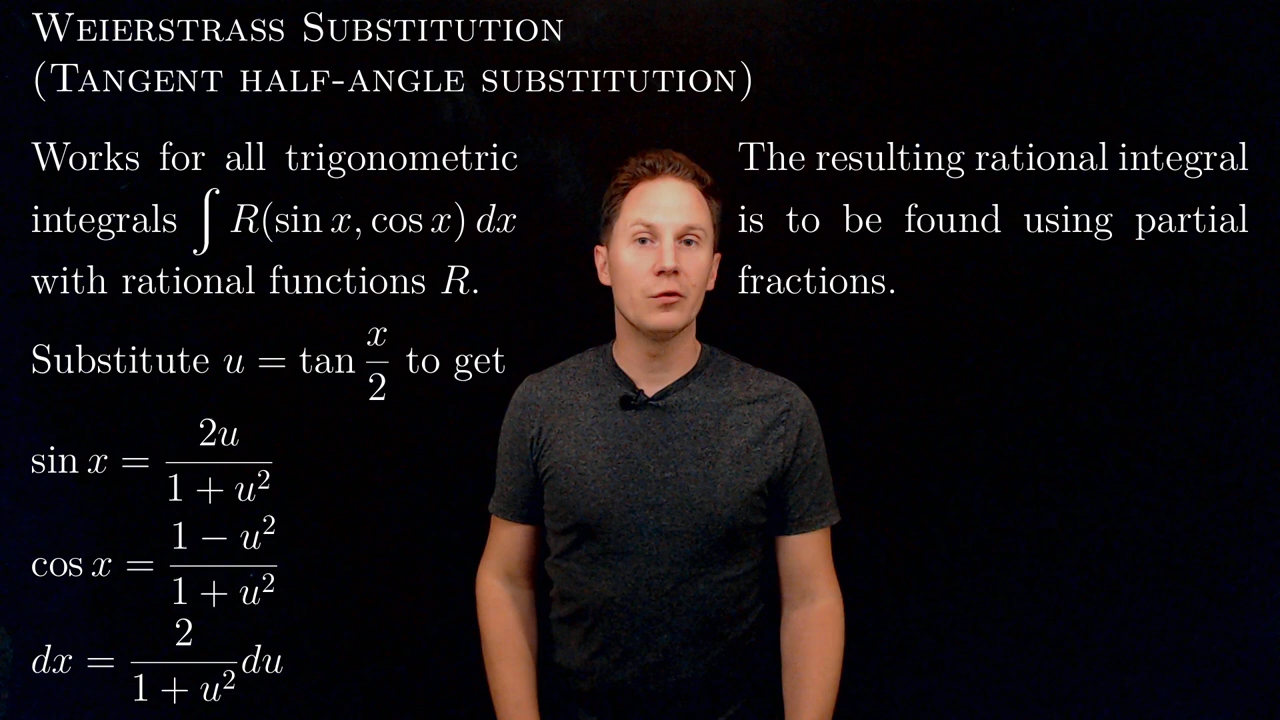 Weierstrass Substitution
(Tangent half-angle substitution)
Works for all trigonometric
integrals ∫ R(sin x, cos x) dx
with rational functions R.
Substitute u = tan x/2 to get
sin x = 2u/(1 + u²)
cos x = (1 − u²)/(1 + u²)
dx = 2/(1 + u²) du
The resulting rational integral
is to be found using partial
fractions.